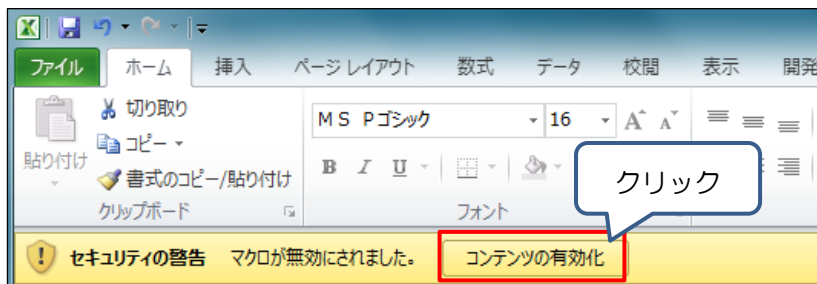 ファイル ホーム 挿入 ページ レイアウト 数式 データ 校閲 表示 開発
切り取り
コピー
貼り付け
書式のコピー/貼り付け
クリップボード
ＭＳ Ｐゴシック 16 A A
B I U
フォント
クリック
セキュリティの警告 マクロが無効にされました。 コンテンツの有効化